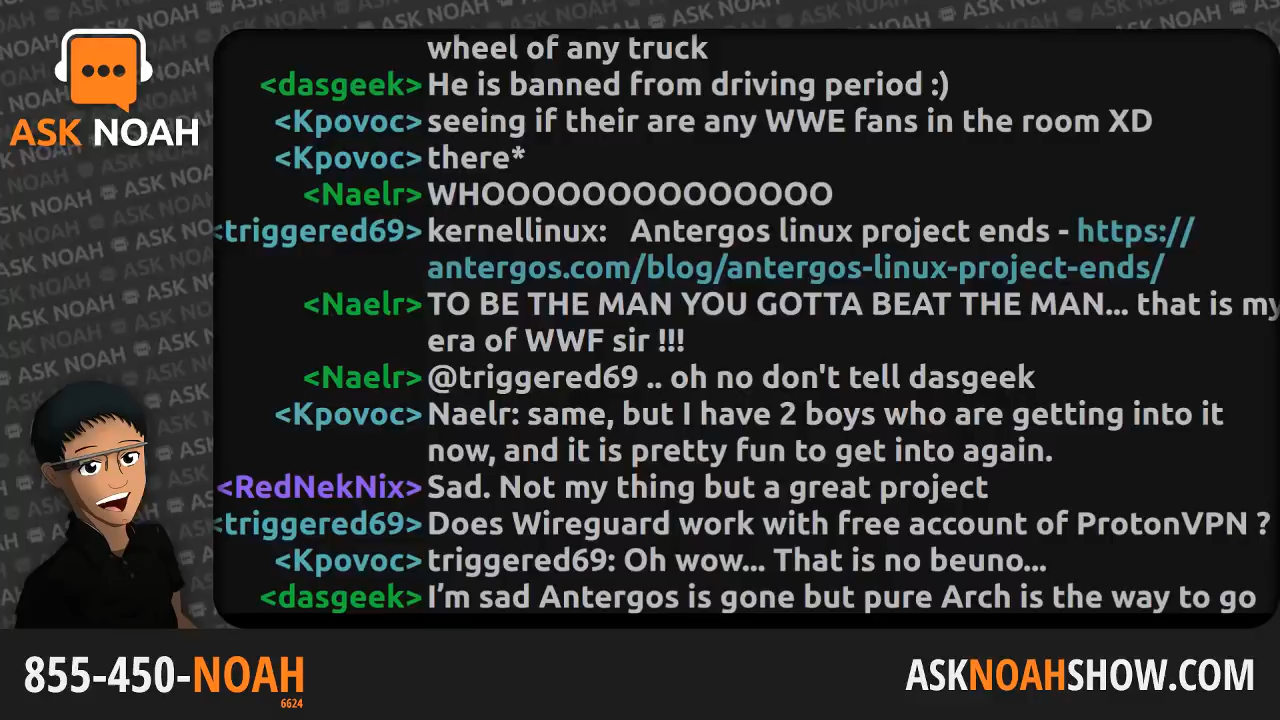 ASK NOAH
wheel of any truck
<dasgeek> He is banned from driving period :)
<Kpovoc> seeing if their are any WWE fans in the room XD
<Kpovoc> there*
<Naelr> WHOOOOOOOOOOOOOOO
<triggered69> kernellinux: Antergos linux project ends - https://
antergos.com/blog/antergos-linux-project-ends/
<Naelr> TO BE THE MAN YOU GOTTA BEAT THE MAN... that is my
era of WWF sir !!!
<Naelr> @triggered69 .. oh no don't tell dasgeek
<Kpovoc> Naelr: same, but I have 2 boys who are getting into it
now, and it is pretty fun to get into again.
<RedNekNix> Sad. Not my thing but a great project
<triggered69> Does Wireguard work with free account of ProtonVPN ?
<Kpovoc> triggered69: Oh wow... That is no beuno...
<dasgeek> I’m sad Antergos is gone but pure Arch is the way to go
855-450-NOAH
6624
ASKNOAHSHOW.COM